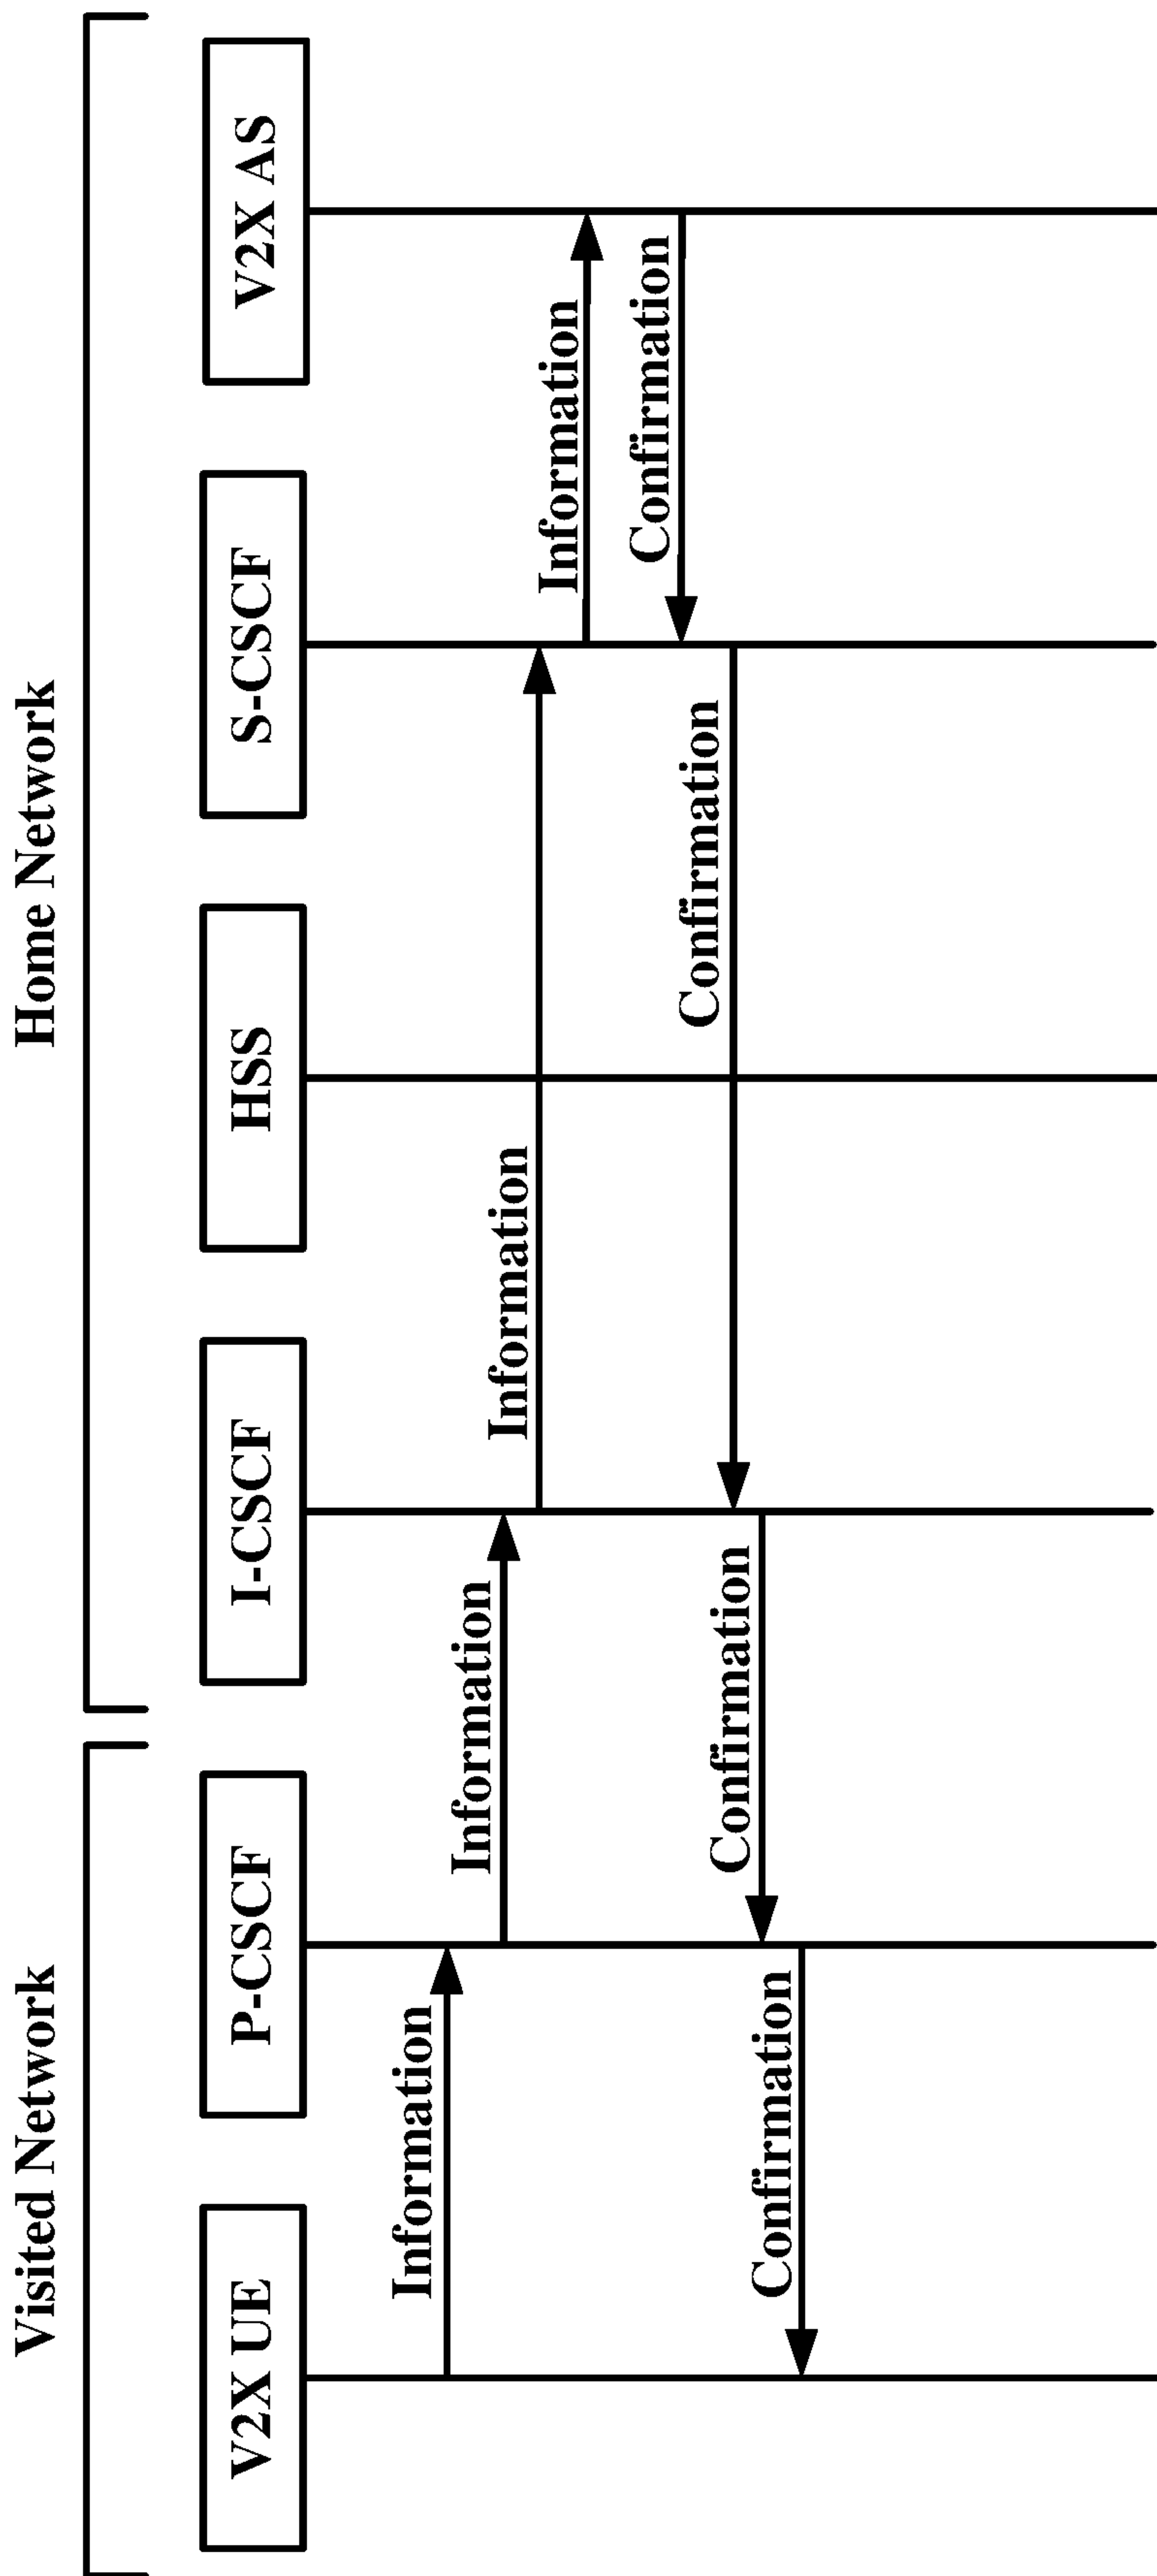 Visited Network
Home Network
V2X UE
P-CSCF
I-CSCF
HSS
S-CSCF
V2X AS
Information
Information
Information
Information
Confirmation
Confirmation
Confirmation
Confirmation